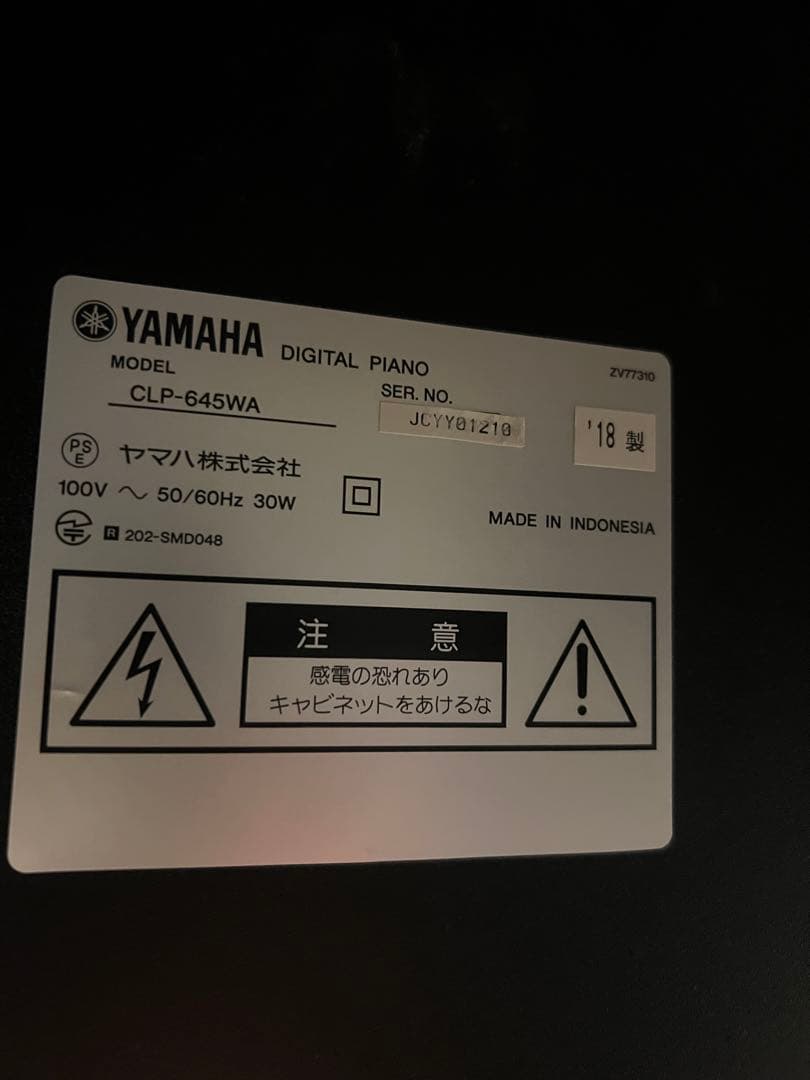 YAMAHA DIGITAL PIANO
ZV77310
MODEL
CLP-645WA
SER. NO.
JCYY01210
'18 製
PSE
ヤマハ株式会社
100V ～ 50/60Hz 30W
R 202-SMD048
MADE IN INDONESIA
注 意
感電の恐れあり
キャビネットをあけるな